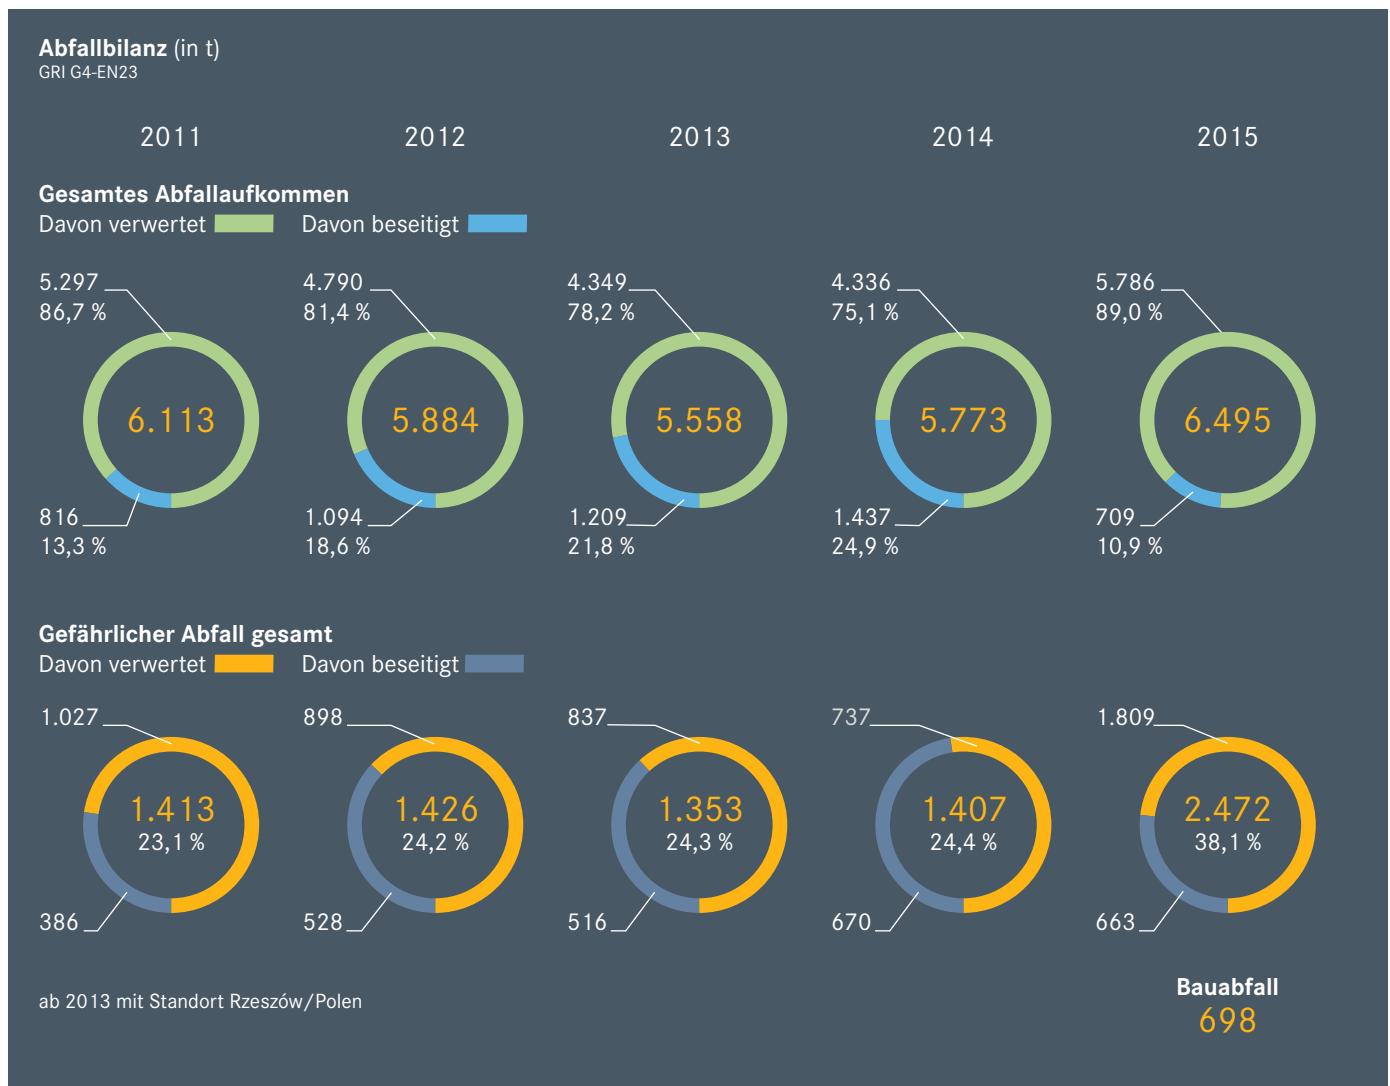 Abfallbilanz (in t)
GRI G4-EN23
2011 2012 2013 2014 2015
Gesamtes Abfallaufkommen
Davon verwertet Davon beseitigt
5.297 4.790 4.349 4.336 5.786
86,7 % 81,4 % 78,2 % 75,1 % 89,0 %
6.113 5.884 5.558 5.773 6.495
816 1.094 1.209 1.437 709
13,3 % 18,6 % 21,8 % 24,9 % 10,9 %
Gefährlicher Abfall gesamt
Davon verwertet Davon beseitigt
1.027 898 837 737 1.809
1.413 1.426 1.353 1.407 2.472
23,1 % 24,2 % 24,3 % 24,4 % 38,1 %
386 528 516 670 663
ab 2013 mit Standort Rzeszów/Polen
Bauabfall
698